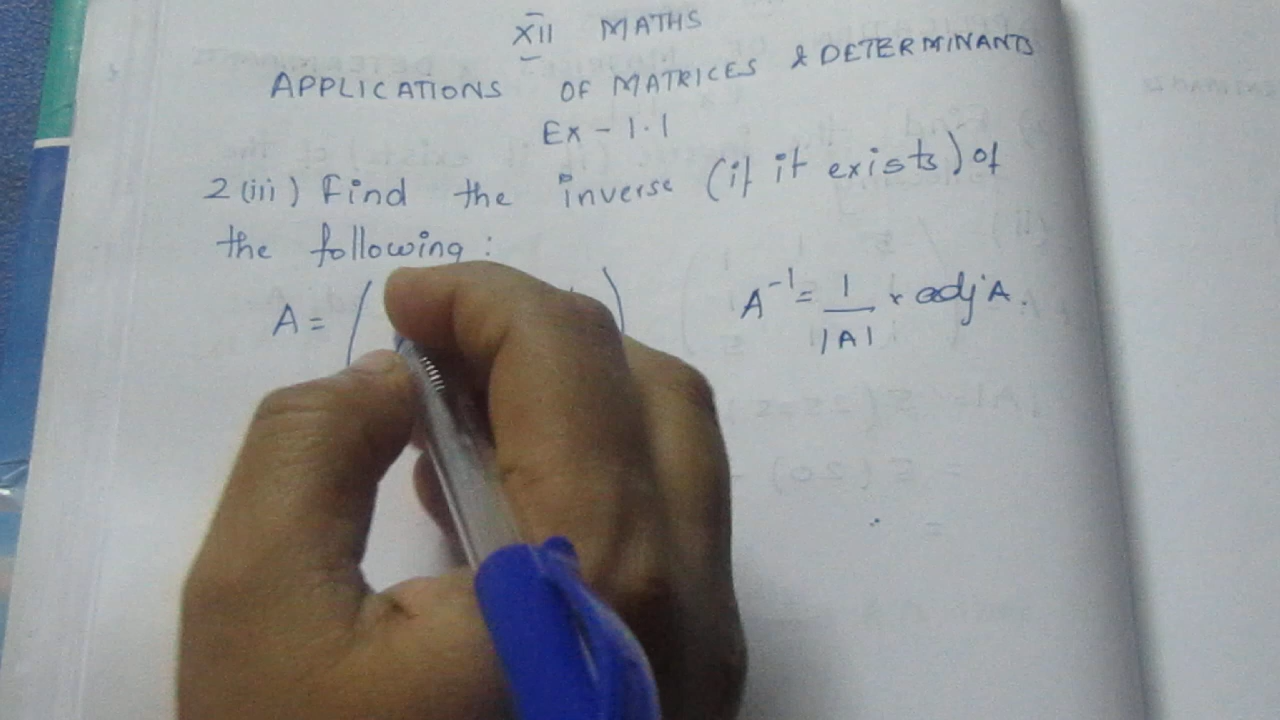 XII MATHS
APPLICATIONS OF MATRICES & DETERMINANTS
Ex - 1.1
2 (iii) Find the inverse (if it exists) of
the following :
A = ( ) A⁻¹ = 1/|A| × adj A.